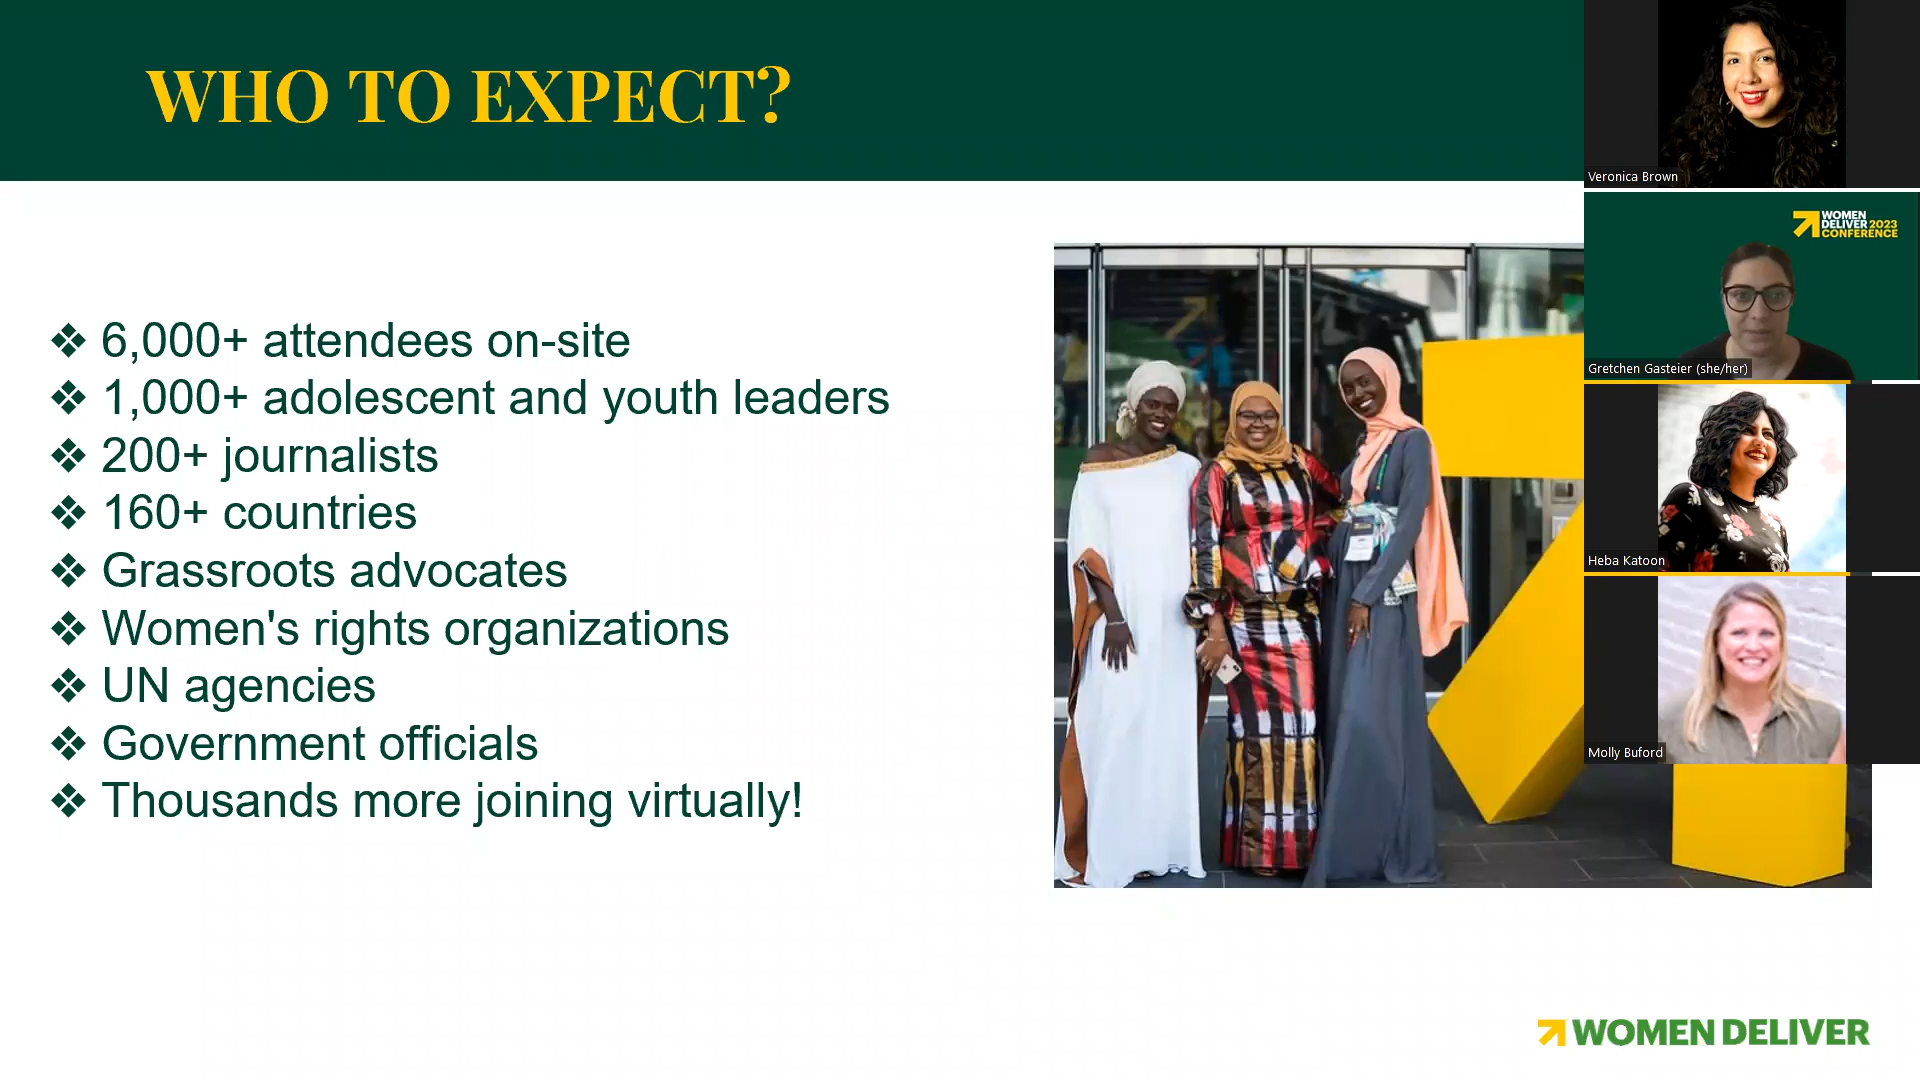 WHO TO EXPECT?
❖ 6,000+ attendees on-site
❖ 1,000+ adolescent and youth leaders
❖ 200+ journalists
❖ 160+ countries
❖ Grassroots advocates
❖ Women's rights organizations
❖ UN agencies
❖ Government officials
❖ Thousands more joining virtually!
Veronica Brown
WOMEN
DELIVER 2023
CONFERENCE
Gretchen Gasteier (she/her)
Heba Katoon
Molly Buford
WOMEN DELIVER